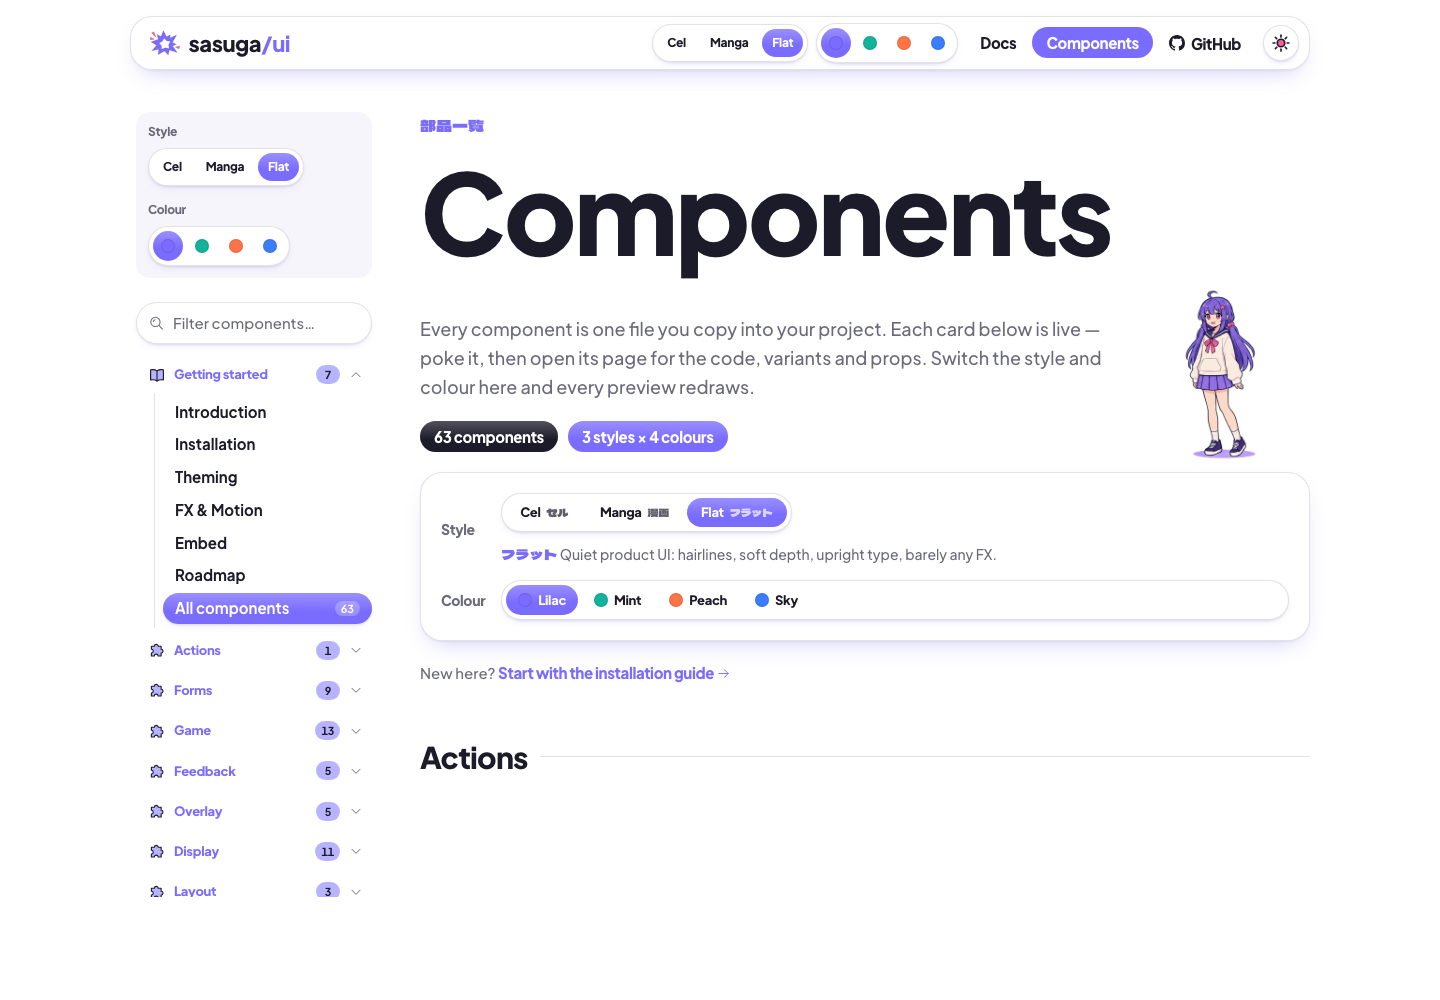 sasuga/ui
Cel Manga Flat
Docs
Components
GitHub
Style
Cel Manga Flat
Colour
Filter components...
Getting started 7
Introduction
Installation
Theming
FX & Motion
Embed
Roadmap
All components 63
Actions 1
Forms 9
Game 13
Feedback 5
Overlay 5
Display 11
Layout 3
部品一覧
Components
Every component is one file you copy into your project. Each card below is live —
poke it, then open its page for the code, variants and props. Switch the style and
colour here and every preview redraws.
63 components
3 styles × 4 colours
Style
Cel セル Manga 漫画 Flat フラット
フラット Quiet product UI: hairlines, soft depth, upright type, barely any FX.
Colour
Lilac Mint Peach Sky
New here? Start with the installation guide →
Actions